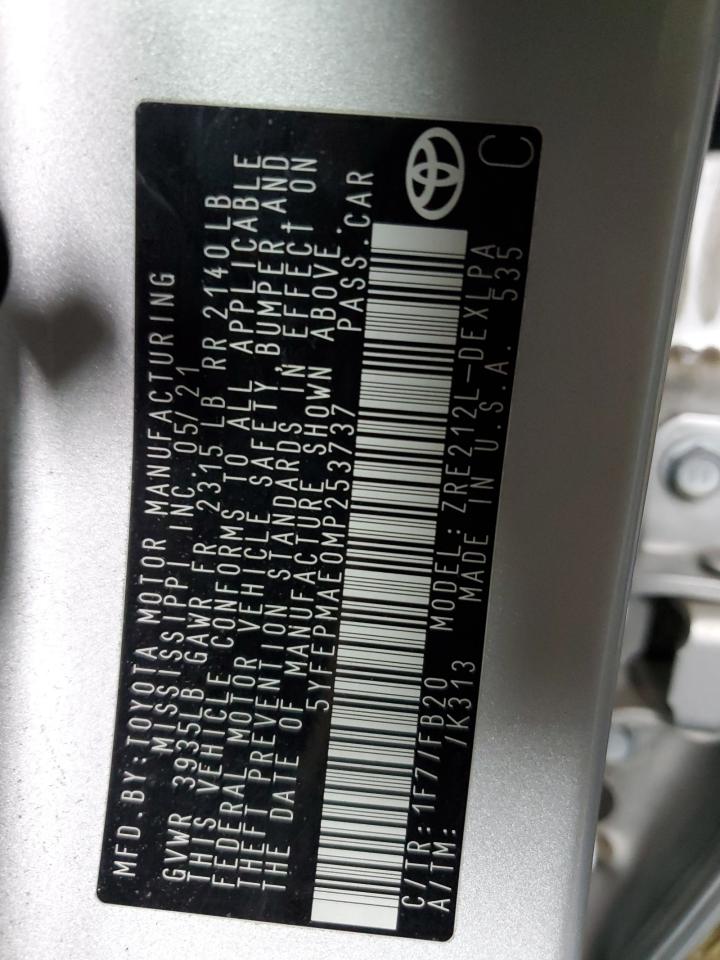 MFD.BY:TOYOTA MOTOR MANUFACTURING
MISSISSIPPI INC. 05/21
GVWR 3935LB GAWR FR 2315 LB RR 2140LB
THIS VEHICLE CONFORMS TO ALL APPLICABLE
FEDERAL MOTOR VEHICLE SAFETY, BUMPER, AND
THEFT PREVENTION STANDARDS IN EFFECT ON
THE DATE OF MANUFACTURE SHOWN ABOVE.
5YFEPMAE0MP253737 PASS.CAR
C/TR:1F7/FB20 MODEL:ZRE212L-DEXLPA
A/TM: /K313 MADE IN U.S.A. 535
C